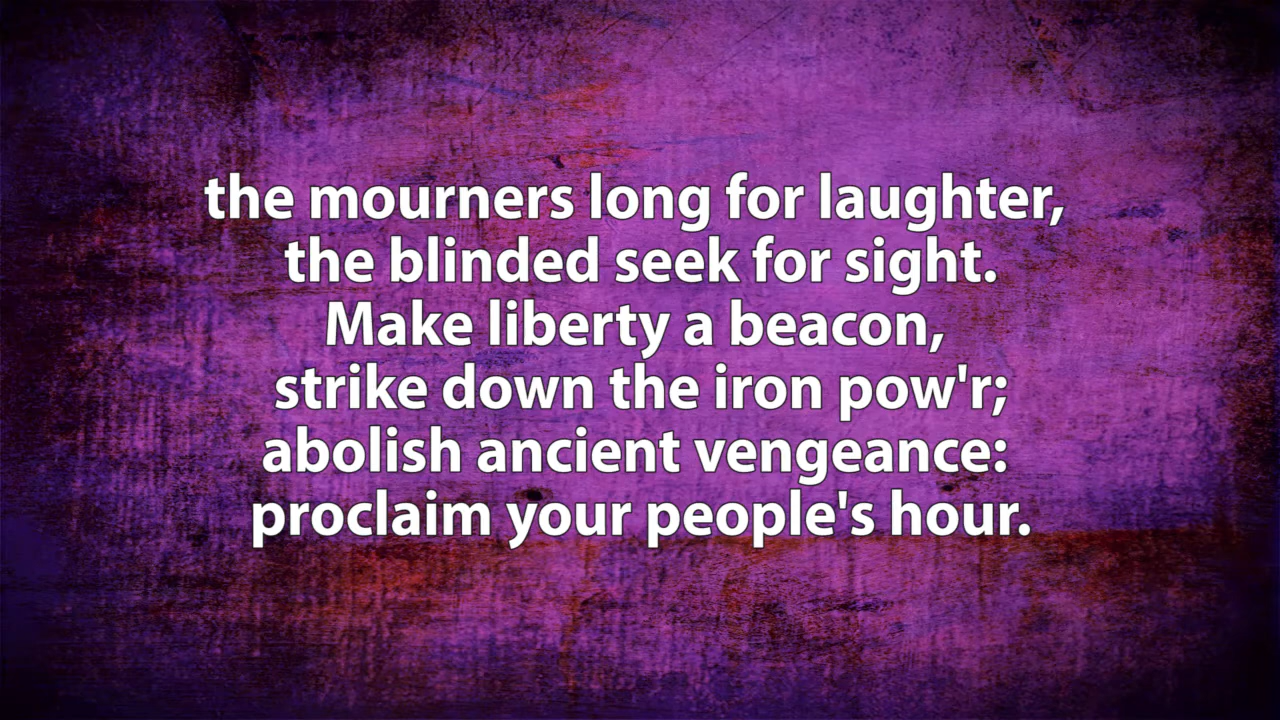 the mourners long for laughter,
the blinded seek for sight.
Make liberty a beacon,
strike down the iron pow'r;
abolish ancient vengeance:
proclaim your people's hour.